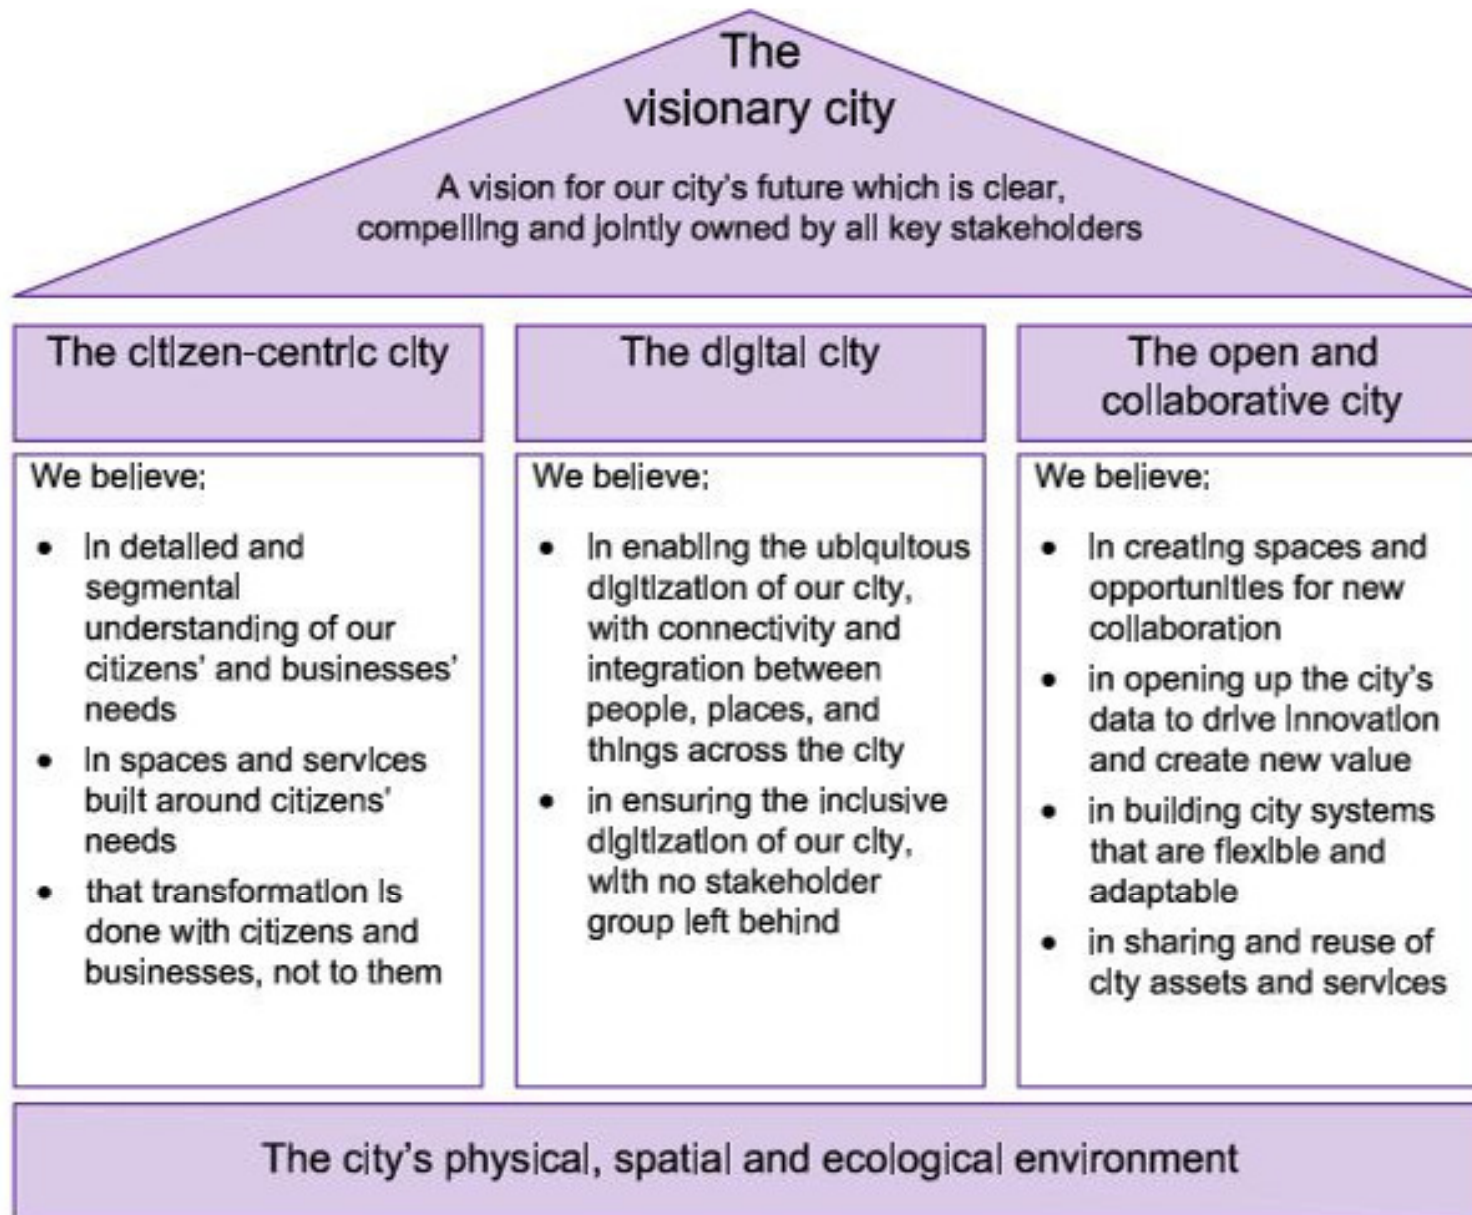 The
visionary city
A vision for our city's future which is clear,
compelling and jointly owned by all key stakeholders
The citizen-centric city
We believe:
• in detailed and
segmental
understanding of our
citizens' and businesses'
needs
• in spaces and services
built around citizens'
needs
• that transformation is
done with citizens and
businesses, not to them
The digital city
We believe:
• in enabling the ubiquitous
digitization of our city,
with connectivity and
integration between
people, places, and
things across the city
• in ensuring the inclusive
digitization of our city,
with no stakeholder
group left behind
The open and
collaborative city
We believe:
• in creating spaces and
opportunities for new
collaboration
• in opening up the city's
data to drive innovation
and create new value
• in building city systems
that are flexible and
adaptable
• in sharing and reuse of
city assets and services
The city's physical, spatial and ecological environment